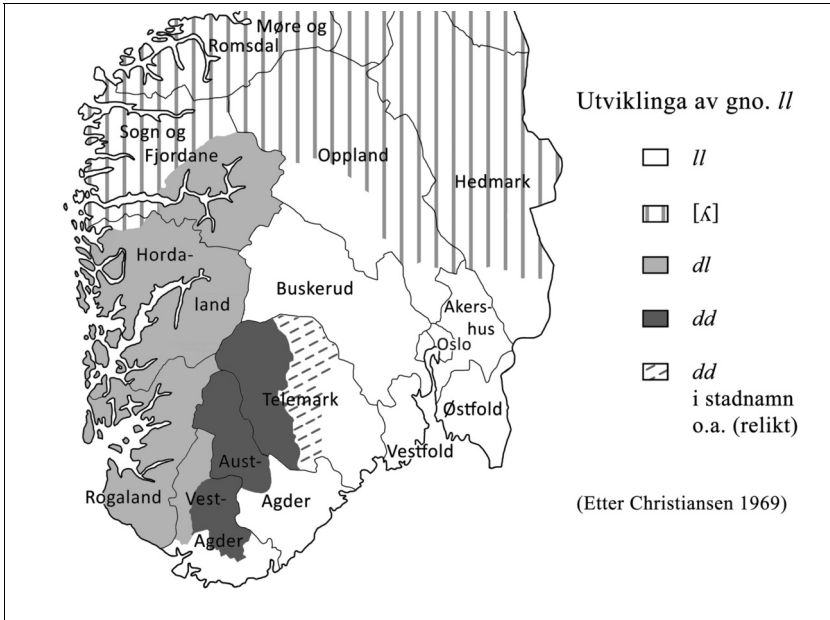 Møre og
Romsdal
Sogn og
Fjordane
Oppland
Hedmark
Horda-
land
Buskerud
Akers-
hus
Oslo
Telemark
Østfold
Vestfold
Aust-
Agder
Rogaland
Vest-
Agder
Utviklinga av gno. ll
ll
[ʎ]
dl
dd
dd
i stadnamn
o.a. (relikt)
(Etter Christiansen 1969)